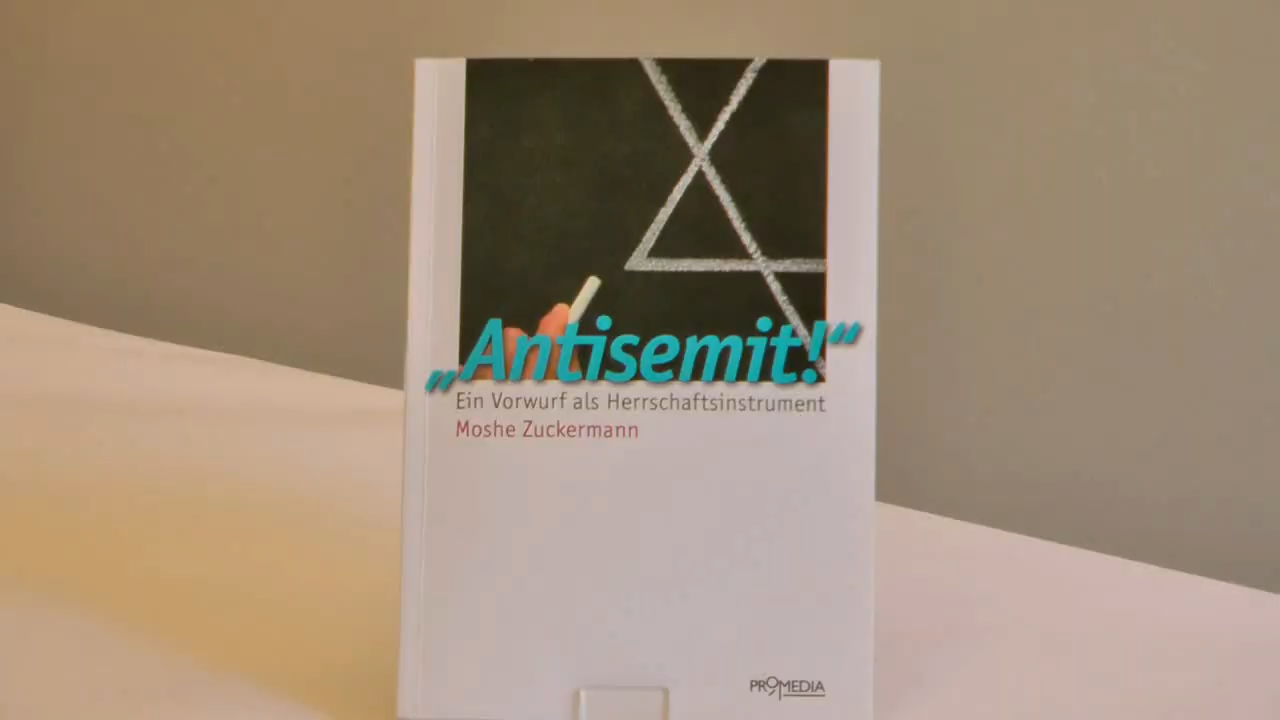 „Antisemit!“
Ein Vorwurf als Herrschaftsinstrument
Moshe Zuckermann
PROMEDIA